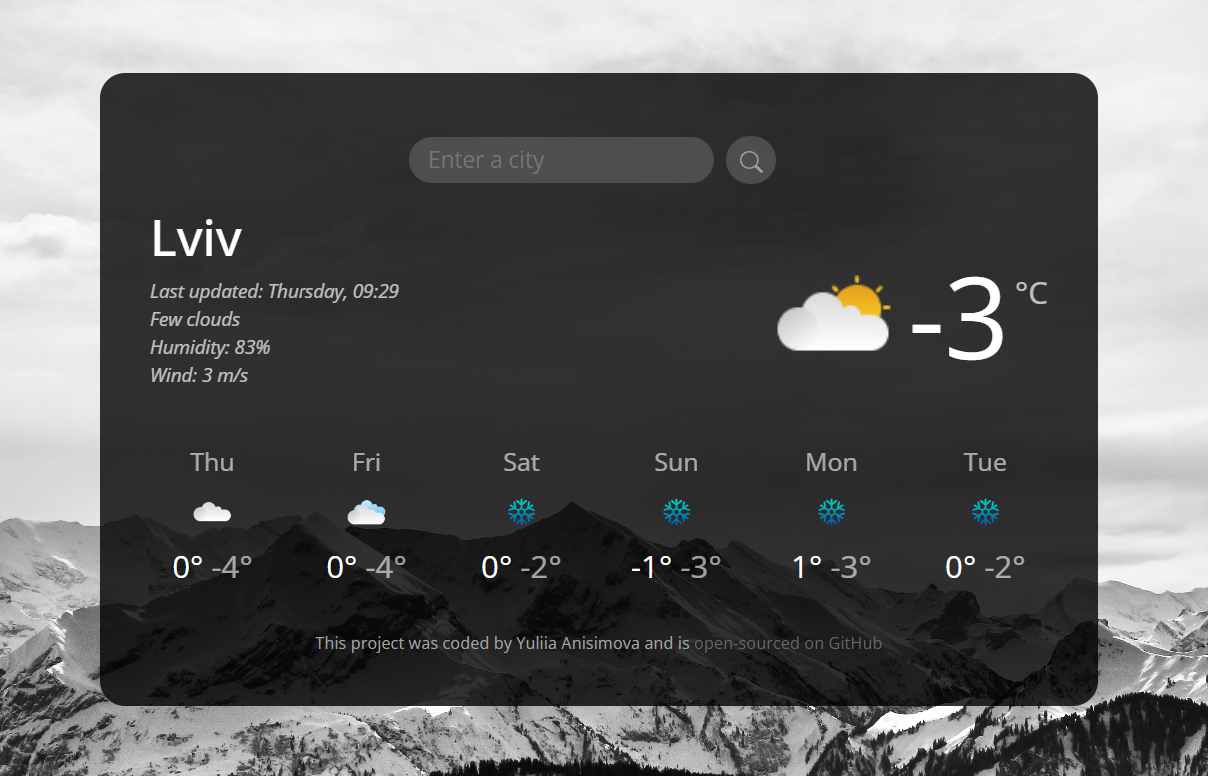 Enter a city
Lviv
Last updated: Thursday, 09:29
Few clouds
Humidity: 83%
Wind: 3 m/s
-3 °C
Thu Fri Sat Sun Mon Tue
0° -4° 0° -4° 0° -2° -1° -3° 1° -3° 0° -2°
This project was coded by Yuliia Anisimova and is open-sourced on GitHub